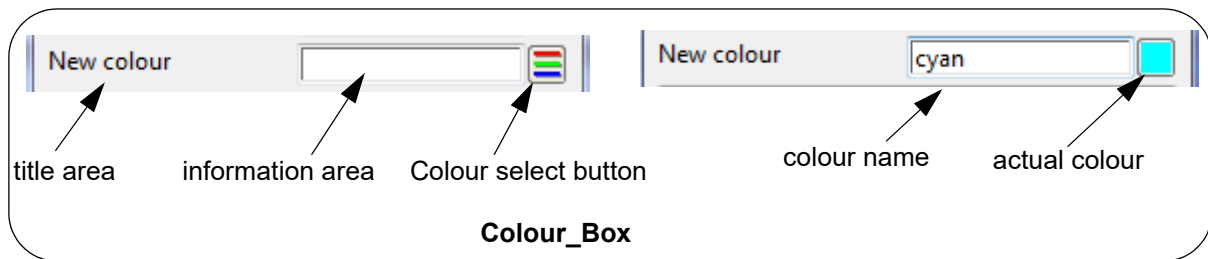 New colour
New colour cyan
title area information area Colour select button colour name actual colour
Colour_Box